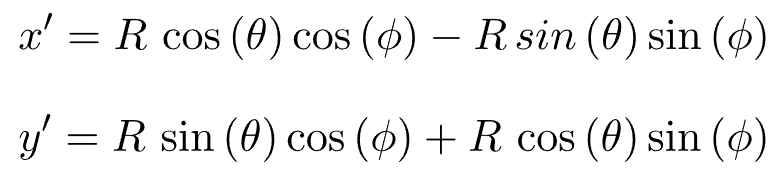 x′ = R cos (θ) cos (ϕ) − R sin (θ) sin (ϕ)
y′ = R sin (θ) cos (ϕ) + R cos (θ) sin (ϕ)